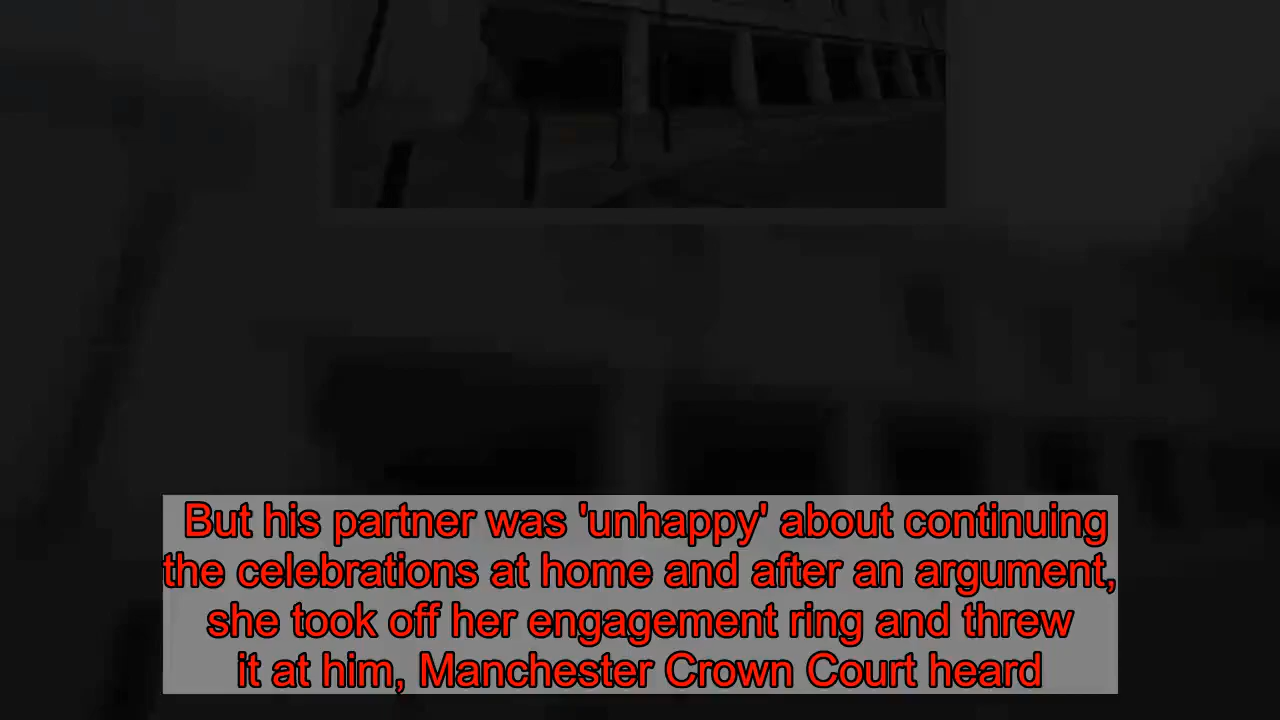 But his partner was 'unhappy' about continuing
the celebrations at home and after an argument,
she took off her engagement ring and threw
it at him, Manchester Crown Court heard